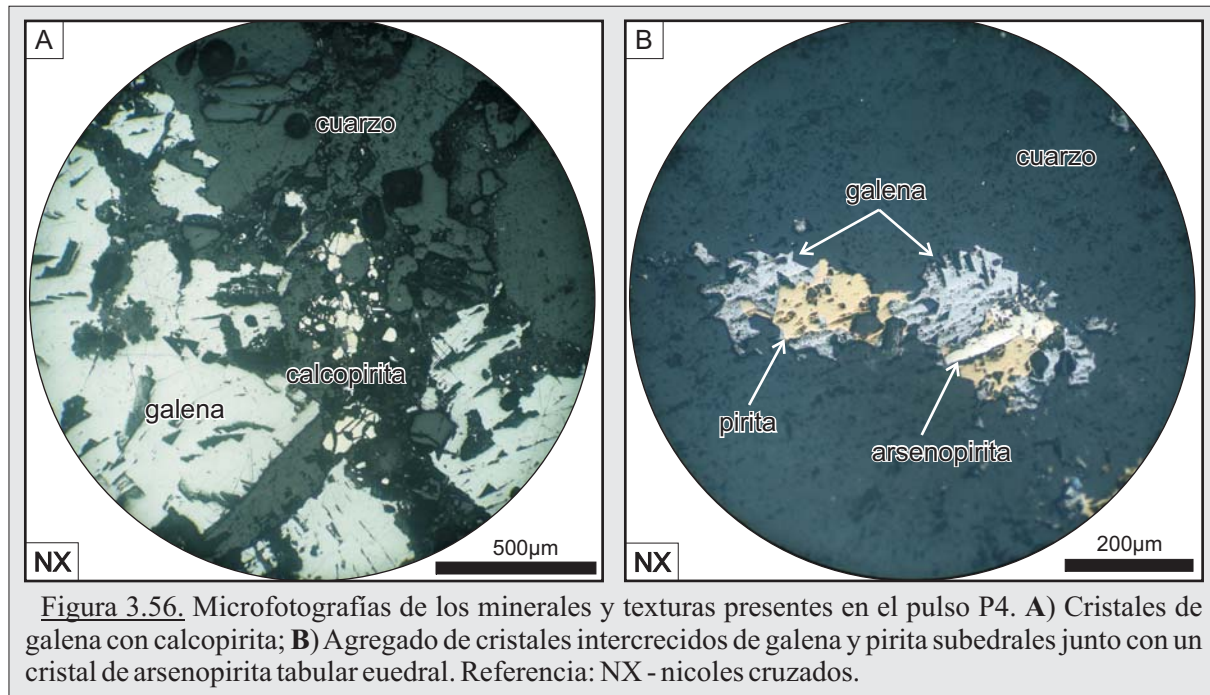 A
cuarzo
calcopirita
galena
NX
500µm
B
cuarzo
galena
pirita
arsenopirita
NX
200µm
Figura 3.56. Microfotografías de los minerales y texturas presentes en el pulso P4. A) Cristales de
galena con calcopirita; B) Agregado de cristales intercrecidos de galena y pirita subedrales junto con un
cristal de arsenopirita tabular euedral. Referencia: NX - nicoles cruzados.